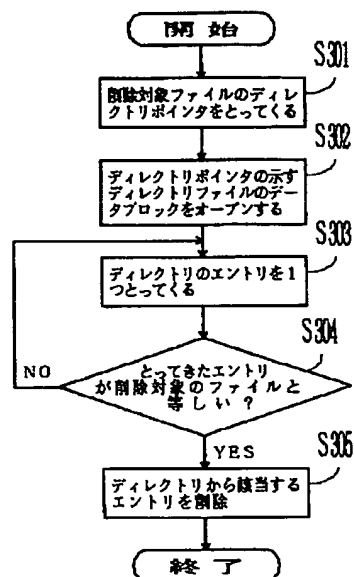 開始
S301
削除対象ファイルのディレ
クトリポインタをとってくる
S302
ディレクトリポインタの示す
ディレクトリファイルのデー
タブロックをオープンする
S303
ディレクトリのエントリを1
つとってくる
S304
とってきたエントリ
が削除対象のファイルと
等しい?
NO
YES
S305
ディレクトリから該当する
エントリを削除
終了